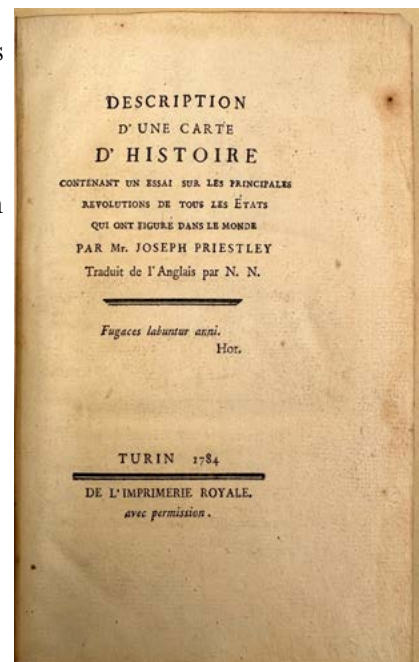 s
DESCRIPTION
D'UNE CARTE
D' HISTOIRE
CONTENANT UN ESSAI SUR LES PRINCIPALES
REVOLUTIONS DE TOUS LES ÉTATS
QUI ONT FIGURÉ DANS LE MONDE
PAR Mr. JOSEPH PRIESTLEY
Traduit de l'Anglais par N. N.
Fugaces labuntur anni.
Hor.
TURIN 1784
DE L'IMPRIMERIE ROYALE.
avec permission.